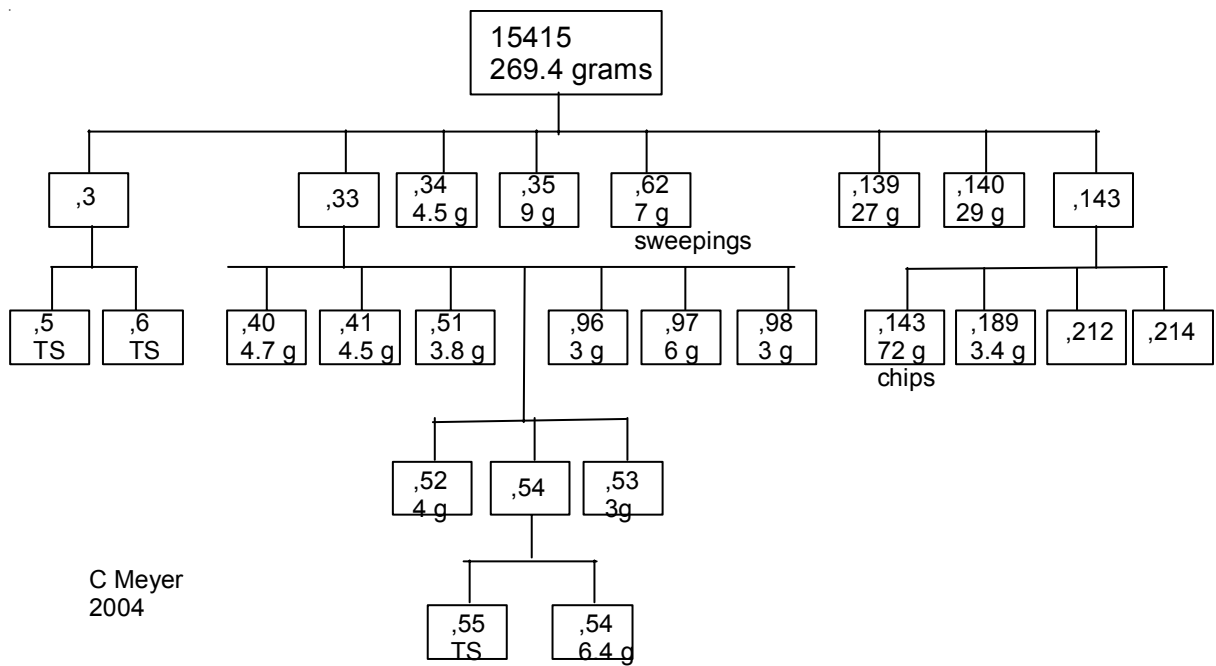 15415
269.4 grams
,3
,33
,34
4.5 g
,35
9 g
,62
7 g
sweepings
,139
27 g
,140
29 g
,143
,5
TS
,6
TS
,40
4.7 g
,41
4.5 g
,51
3.8 g
,96
3 g
,97
6 g
,98
3 g
,143
72 g
chips
,189
3.4 g
,212
,214
,52
4 g
,54
,53
3g
,55
TS
,54
6.4 g
C Meyer
2004